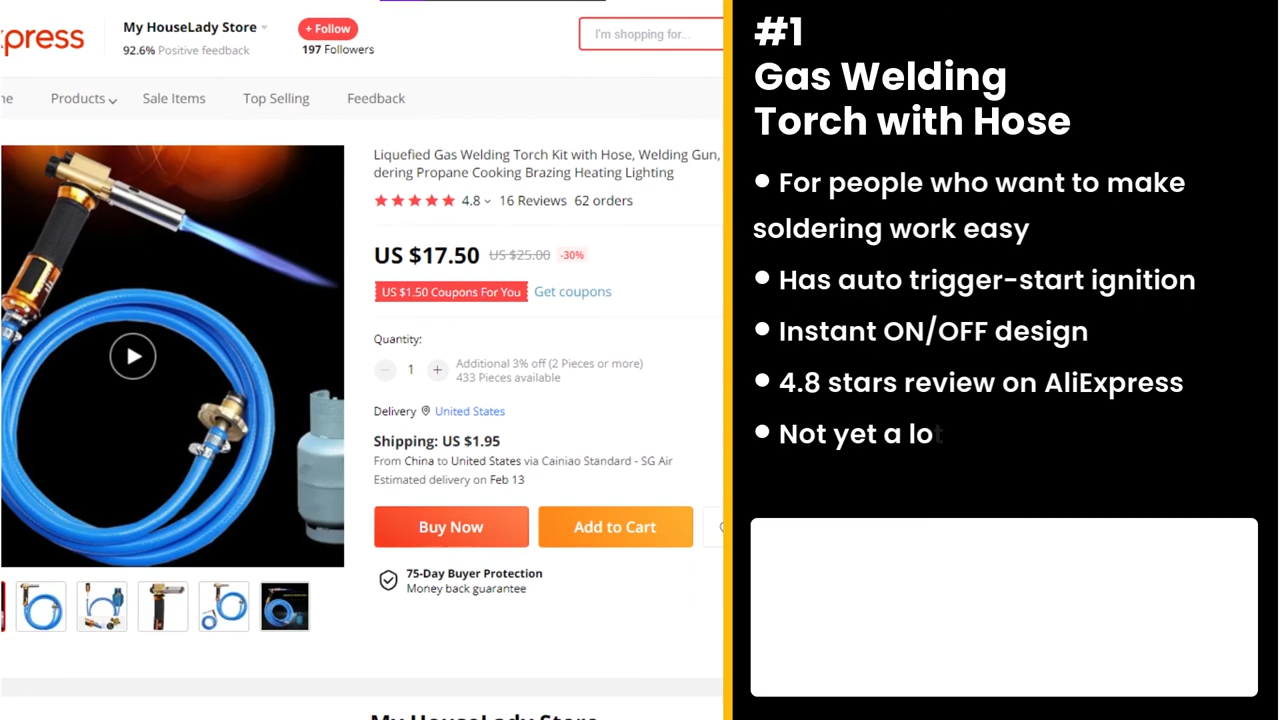 My HouseLady Store
+ Follow
92.6% Positive feedback
197 Followers
I'm shopping for...
Products
Sale Items
Top Selling
Feedback
Liquefied Gas Welding Torch Kit with Hose, Welding Gun,
dering Propane Cooking Brazing Heating Lighting
4.8
16 Reviews
62 orders
US $17.50 US $25.00 -30%
US $1.50 Coupons For You Get coupons
Quantity:
1
Additional 3% off (2 Pieces or more)
433 Pieces available
Delivery United States
Shipping: US $1.95
From China to United States via Cainiao Standard - SG Air
Estimated delivery on Feb 13
Buy Now
Add to Cart
75-Day Buyer Protection
Money back guarantee
My HouseLady Store
#1
Gas Welding
Torch with Hose
• For people who want to make
soldering work easy
• Has auto trigger-start ignition
• Instant ON/OFF design
• 4.8 stars review on AliExpress
• Not yet a lot